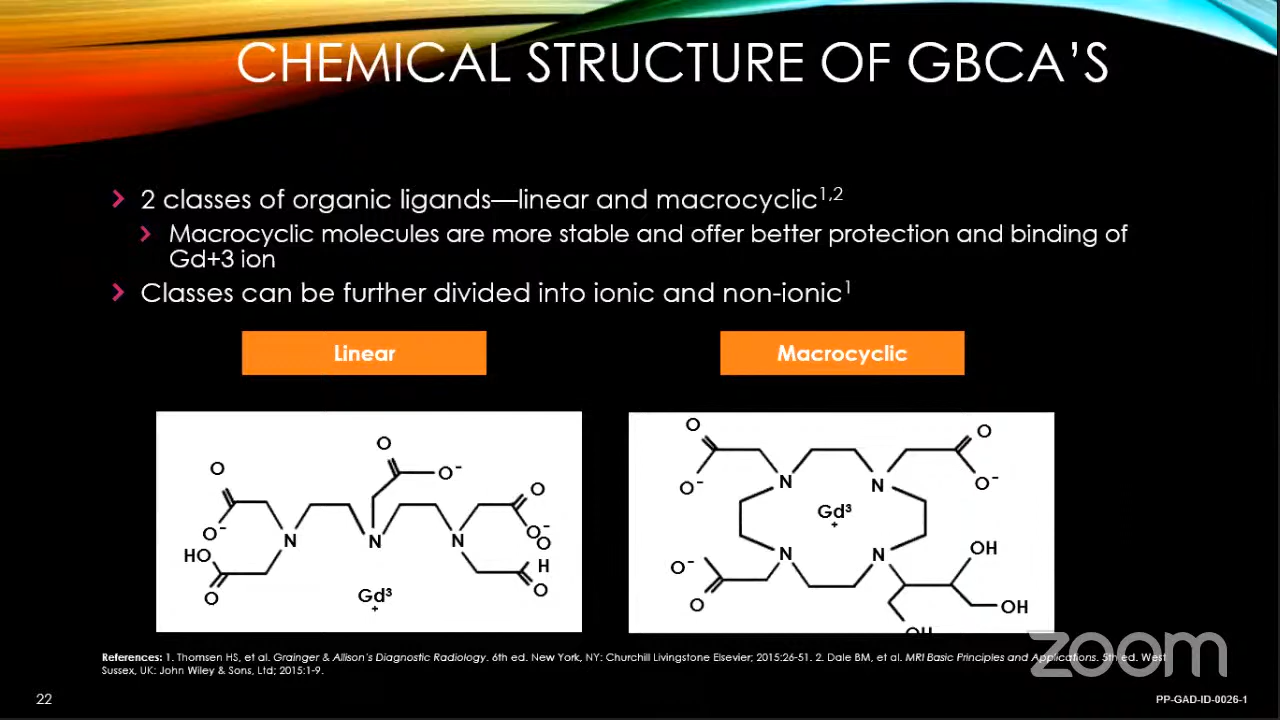 CHEMICAL STRUCTURE OF GBCA'S
2 classes of organic ligands—linear and macrocyclic1,2
Macrocyclic molecules are more stable and offer better protection and binding of
Gd+3 ion
Classes can be further divided into ionic and non-ionic1
Linear
Macrocyclic
O
O
O-
O
O-
N
N
N
O-
O
HO
H
O
O
Gd3
+
O
O
O-
N
N
O-
Gd3
+
N
N
O-
OH
O
OH
OH
References: 1. Thomsen HS, et al. Grainger & Allison's Diagnostic Radiology. 6th ed. New York, NY: Churchill Livingstone Elsevier; 2015:26-51. 2. Dale BM, et al. MRI Basic Principles and Applications. 5th ed. West
Sussex, UK: John Wiley & Sons, Ltd; 2015:1-9.
zoom
22
PP-GAD-ID-0026-1